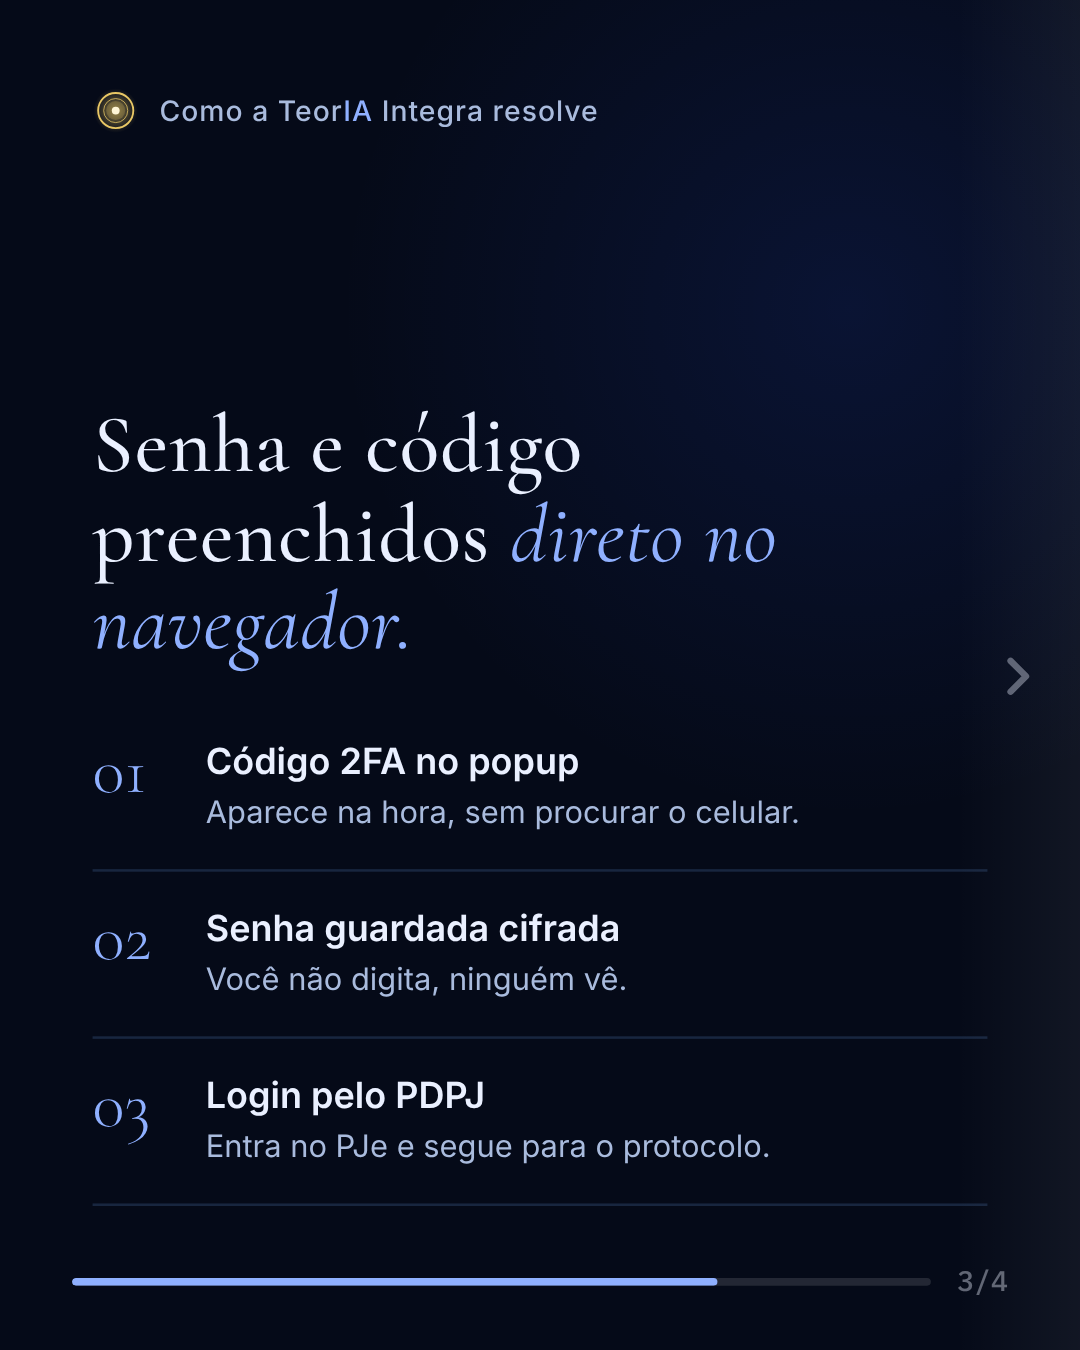 Como a TeorIA Integra resolve
Senha e código
preenchidos direto no
navegador.
01
Código 2FA no popup
Aparece na hora, sem procurar o celular.
02
Senha guardada cifrada
Você não digita, ninguém vê.
03
Login pelo PDPJ
Entra no PJe e segue para o protocolo.
3/4